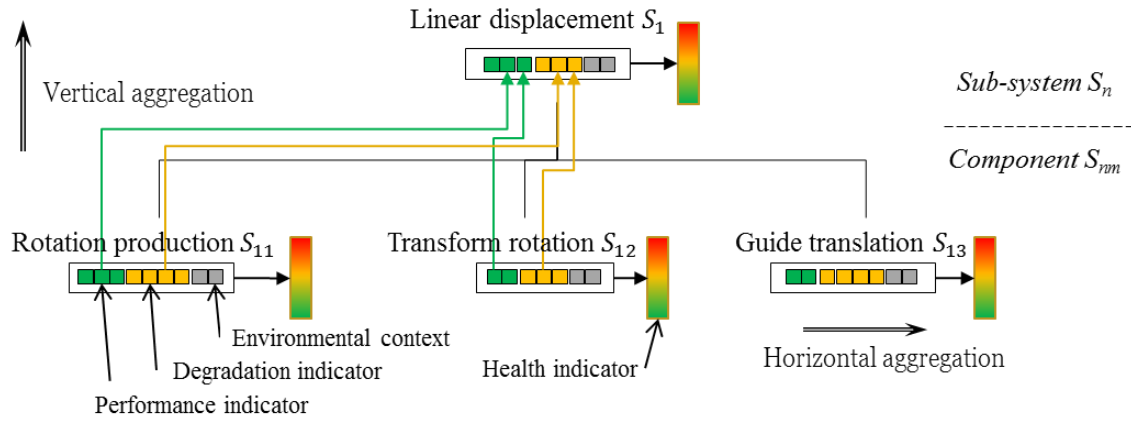 Linear displacement S₁
Vertical aggregation
Sub-system Sₙ
Component Sₙₘ
Rotation production S₁₁
Transform rotation S₁₂
Guide translation S₁₃
Environmental context
Degradation indicator
Performance indicator
Health indicator
Horizontal aggregation